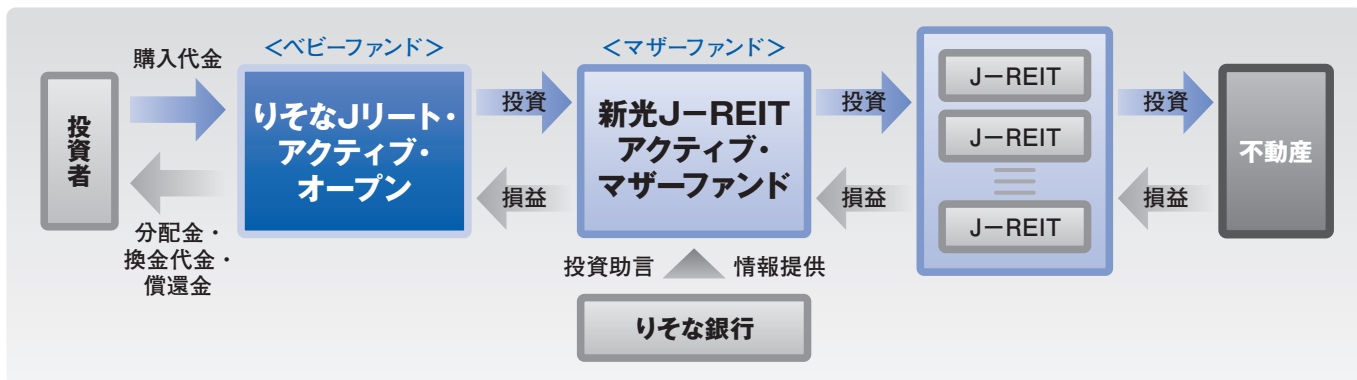 投資者
購入代金
分配金・
換金代金・
償還金
＜ベビーファンド＞
りそなJリート・
アクティブ・
オープン
投資
損益
＜マザーファンド＞
新光J－REIT
アクティブ・
マザーファンド
投資助言
情報提供
りそな銀行
投資
損益
J－REIT
J－REIT
J－REIT
投資
損益
不動産